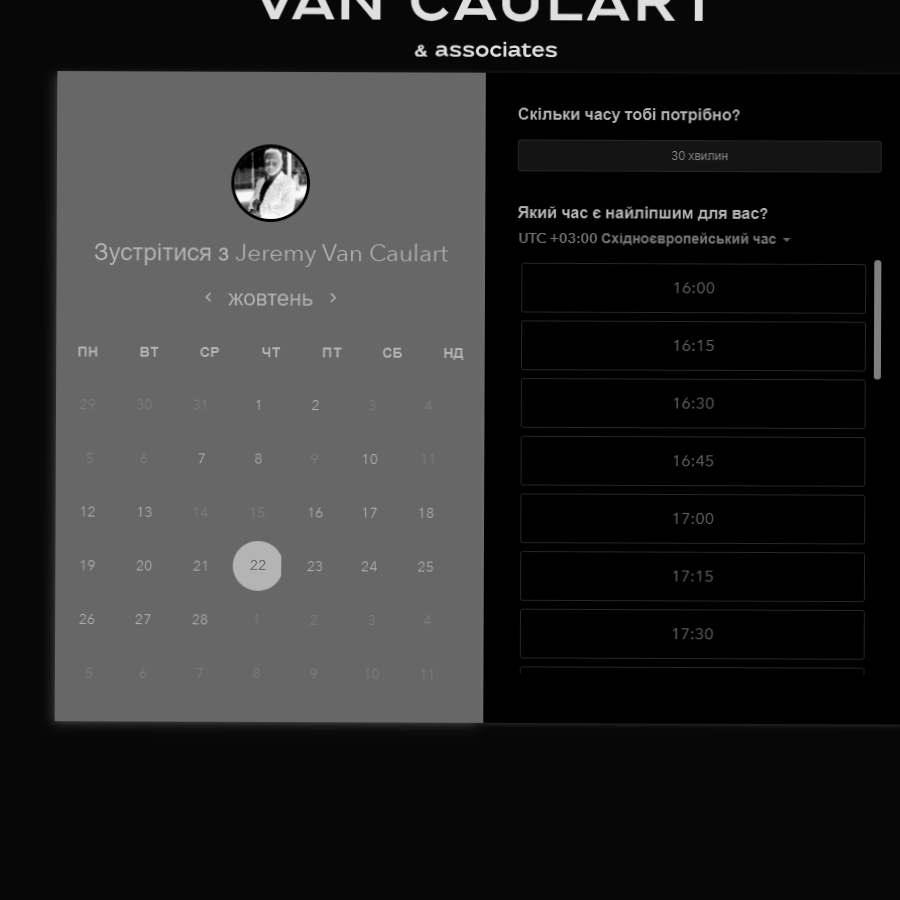 VAN CAULART
& associates
Зустрітися з Jeremy Van Caulart
жовтень
ПН ВТ СР ЧТ ПТ СБ НД
29 30 31 1 2 3 4
5 6 7 8 9 10 11
12 13 14 15 16 17 18
19 20 21 22 23 24 25
26 27 28 1 2 3 4
5 6 7 8 9 10 11
Скільки часу тобі потрібно?
30 хвилин
Який час є найліпшим для вас?
UTC +03:00 Східноєвропейський час
16:00
16:15
16:30
16:45
17:00
17:15
17:30